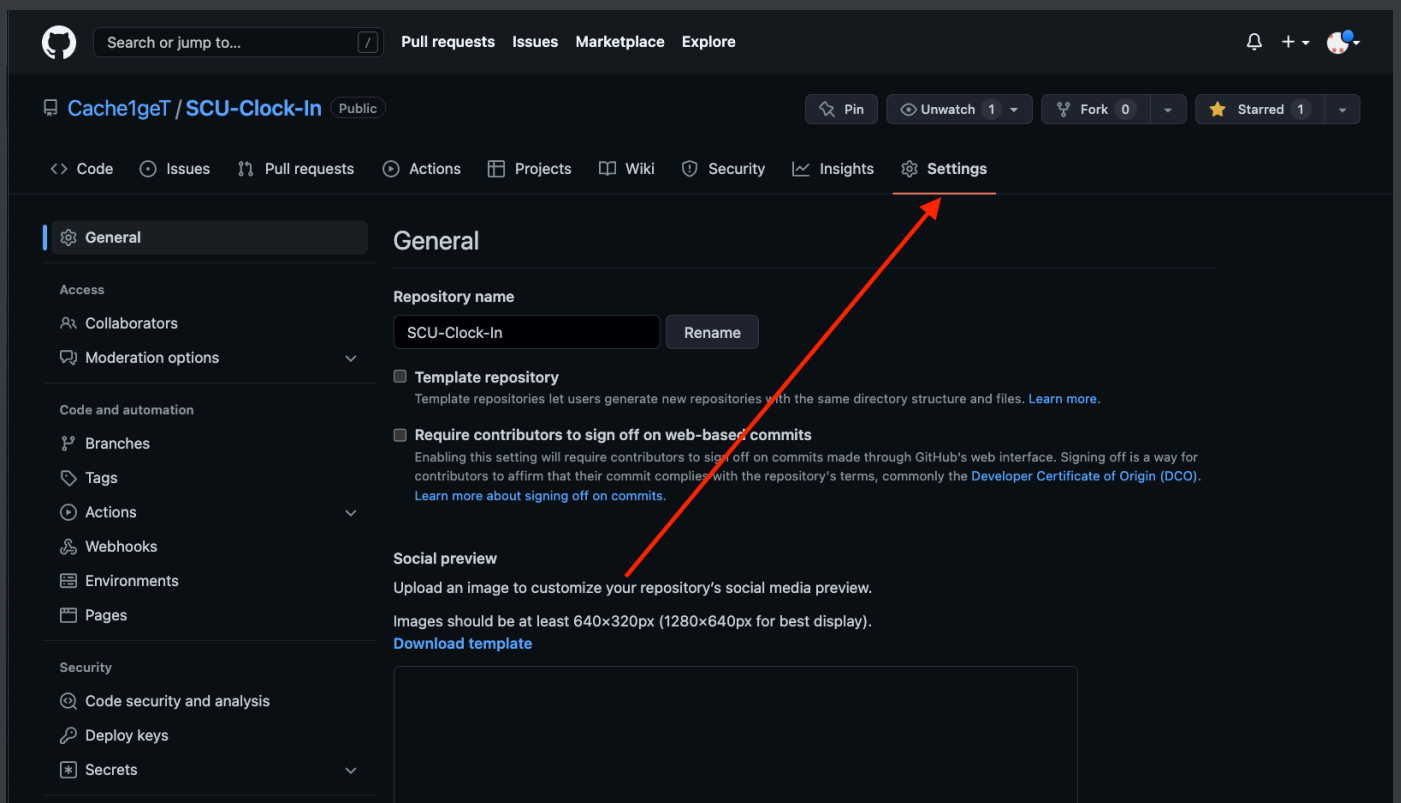 Search or jump to... / Pull requests Issues Marketplace Explore
Cache1geT / SCU-Clock-In Public Pin Unwatch 1 Fork 0 Starred 1
Code Issues Pull requests Actions Projects Wiki Security Insights Settings
General
Access
Collaborators
Moderation options
Code and automation
Branches
Tags
Actions
Webhooks
Environments
Pages
Security
Code security and analysis
Deploy keys
Secrets
General
Repository name
SCU-Clock-In Rename
Template repository
Template repositories let users generate new repositories with the same directory structure and files. Learn more.
Require contributors to sign off on web-based commits
Enabling this setting will require contributors to sign off on commits made through GitHub’s web interface. Signing off is a way for
contributors to affirm that their commit complies with the repository's terms, commonly the Developer Certificate of Origin (DCO).
Learn more about signing off on commits.
Social preview
Upload an image to customize your repository’s social media preview.
Images should be at least 640×320px (1280×640px for best display).
Download template